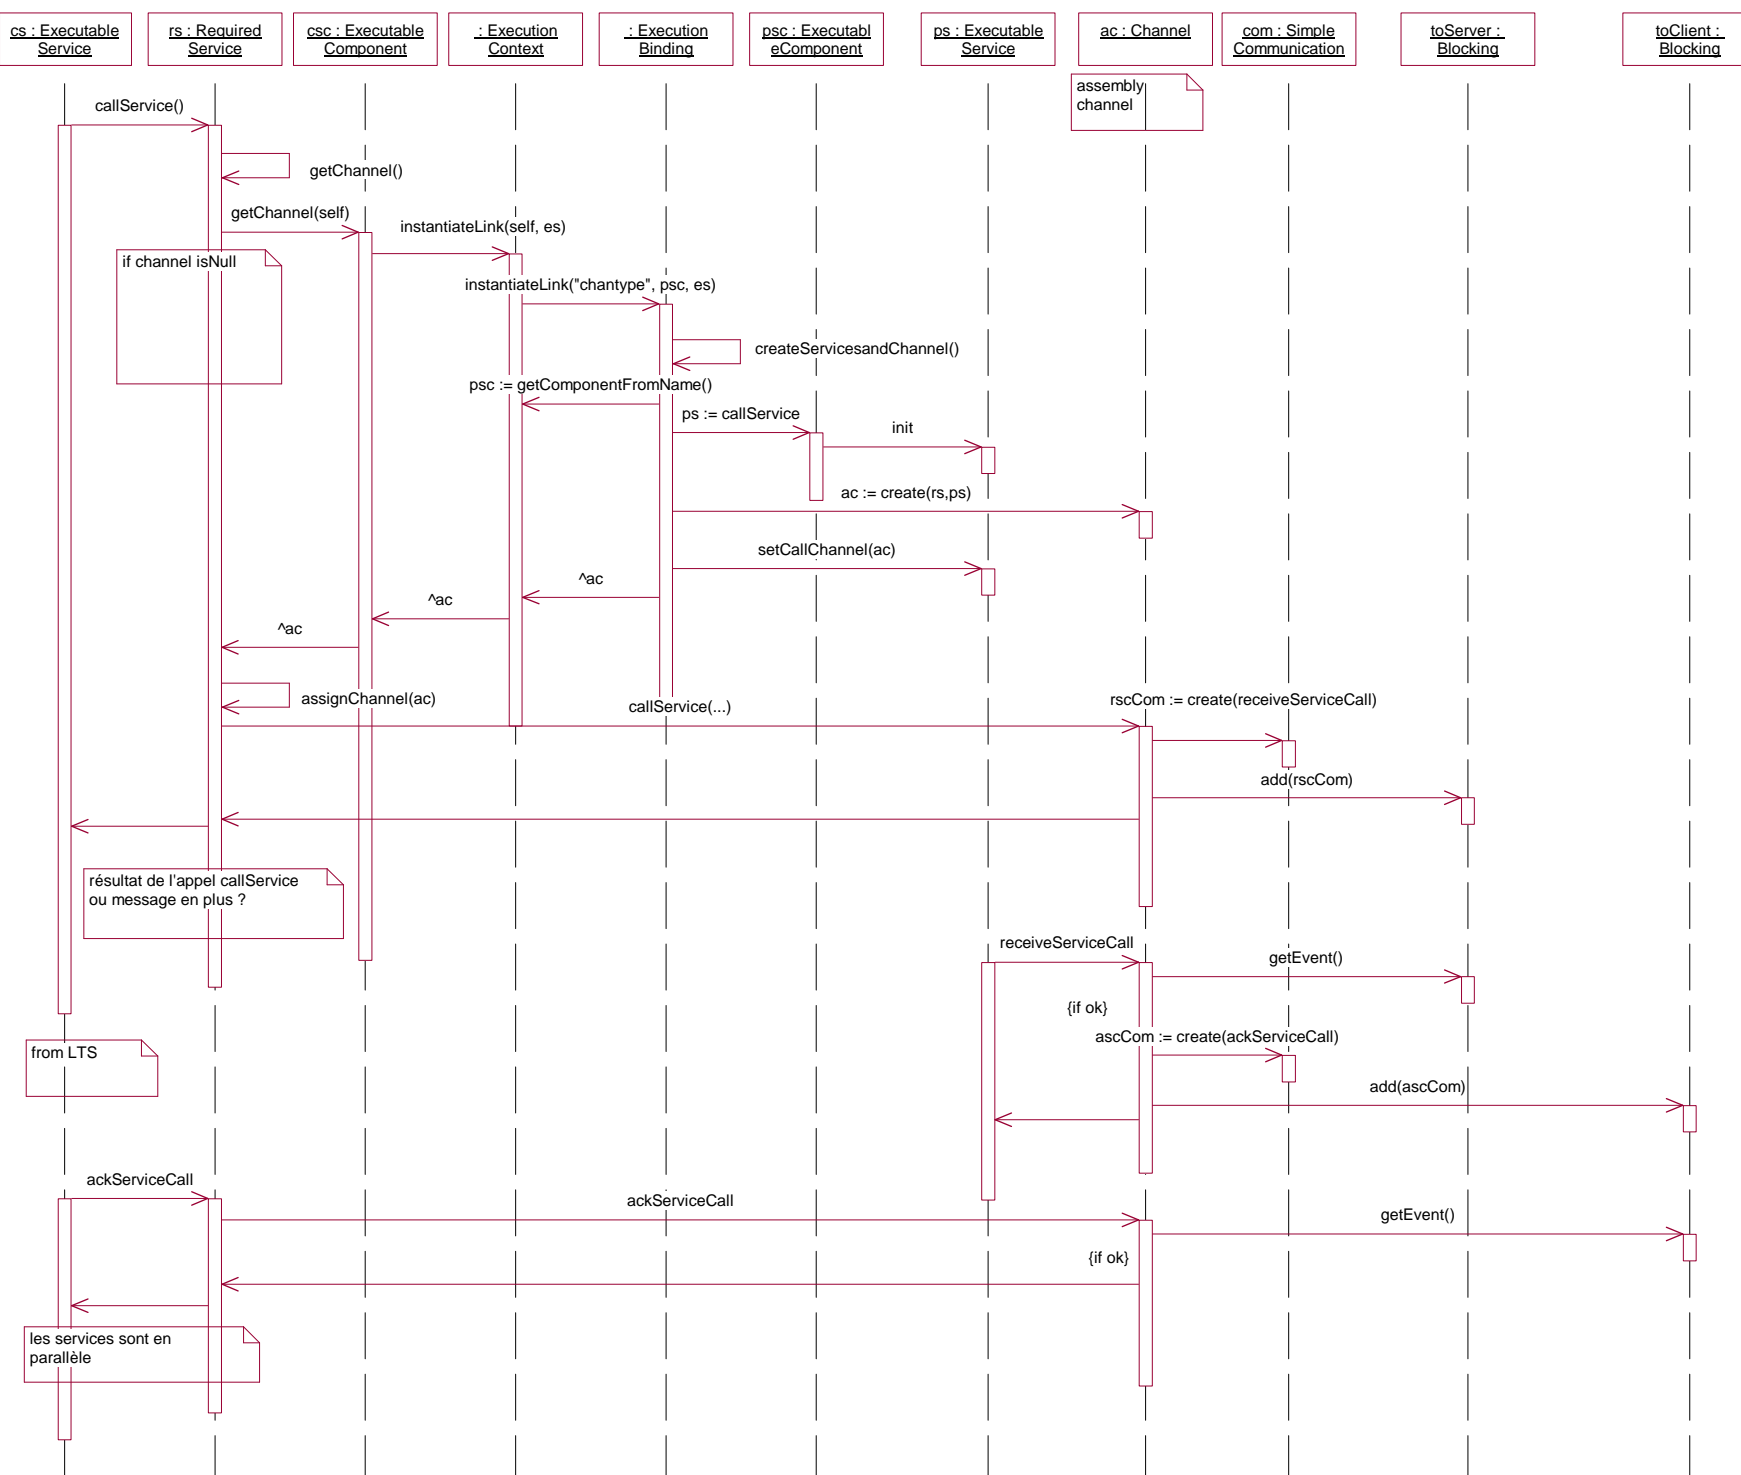 cs : Executable
Service
rs : Required
Service
csc : Executable
Component
: Execution
Context
: Execution
Binding
psc : Executabl
eComponent
ps : Executable
Service
ac : Channel
com : Simple
Communication
toServer :
Blocking
toClient :
Blocking
assembly
channel
callService()
getChannel()
getChannel(self)
instantiateLink(self, es)
if channel isNull
instantiateLink("chantype", psc, es)
createServicesandChannel()
psc := getComponentFromName()
ps := callService
init
ac := create(rs,ps)
setCallChannel(ac)
^ac
^ac
^ac
assignChannel(ac)
callService(...)
rscCom := create(receiveServiceCall)
add(rscCom)
résultat de l'appel callService
ou message en plus ?
receiveServiceCall
getEvent()
{if ok}
ascCom := create(ackServiceCall)
from LTS
add(ascCom)
ackServiceCall
ackServiceCall
getEvent()
{if ok}
les services sont en
parallèle